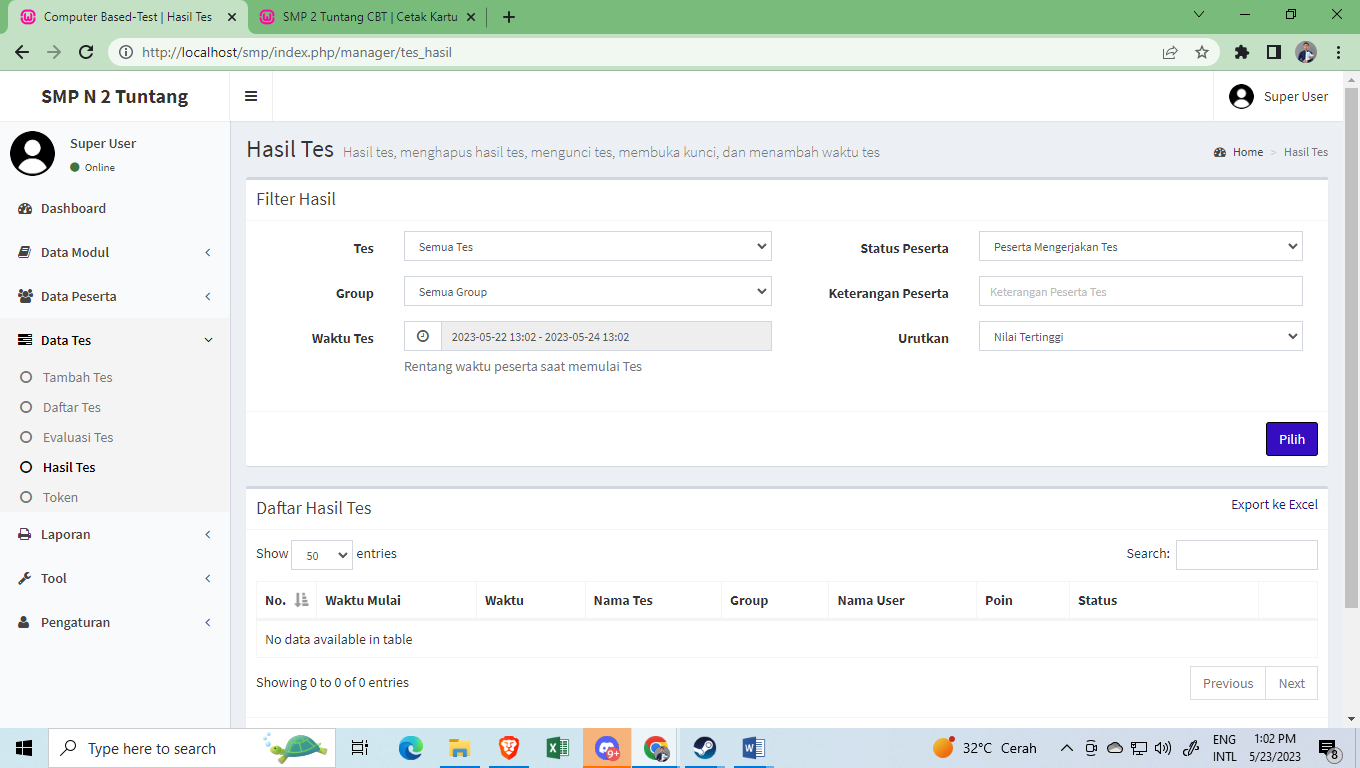 Computer Based-Test | Hasil Tes
SMP 2 Tuntang CBT | Cetak Kartu
http://localhost/smp/index.php/manager/tes_hasil
SMP N 2 Tuntang
Super User
Super User
Online
Dashboard
Data Modul
Data Peserta
Data Tes
Tambah Tes
Daftar Tes
Evaluasi Tes
Hasil Tes
Token
Laporan
Tool
Pengaturan
Hasil Tes Hasil tes, menghapus hasil tes, mengunci tes, membuka kunci, dan menambah waktu tes
Home > Hasil Tes
Filter Hasil
Tes Semua Tes Status Peserta Peserta Mengerjakan Tes
Group Semua Group Keterangan Peserta Keterangan Peserta Tes
Waktu Tes 2023-05-22 13:02 - 2023-05-24 13:02 Urutkan Nilai Tertinggi
Rentang waktu peserta saat memulai Tes
Pilih
Daftar Hasil Tes Export ke Excel
Show 50 entries Search:
No. Waktu Mulai Waktu Nama Tes Group Nama User Poin Status
No data available in table
Showing 0 to 0 of 0 entries Previous Next
Type here to search
9+
32°C Cerah
ENG
INTL
1:02 PM
5/23/2023
8